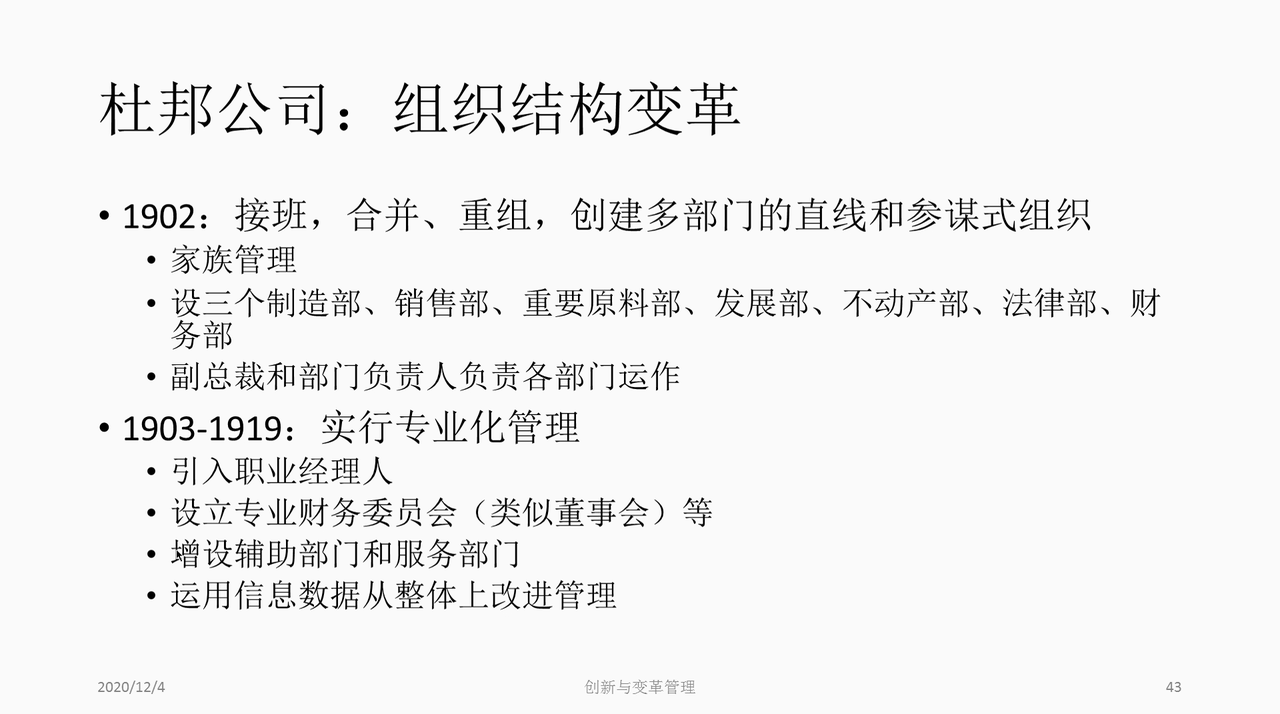 杜邦公司：组织结构变革
• 1902：接班，合并、重组，创建多部门的直线和参谋式组织
• 家族管理
• 设三个制造部、销售部、重要原料部、发展部、不动产部、法律部、财
务部
• 副总裁和部门负责人负责各部门运作
• 1903-1919：实行专业化管理
• 引入职业经理人
• 设立专业财务委员会（类似董事会）等
• 增设辅助部门和服务部门
• 运用信息数据从整体上改进管理
2020/12/4
创新与变革管理
43